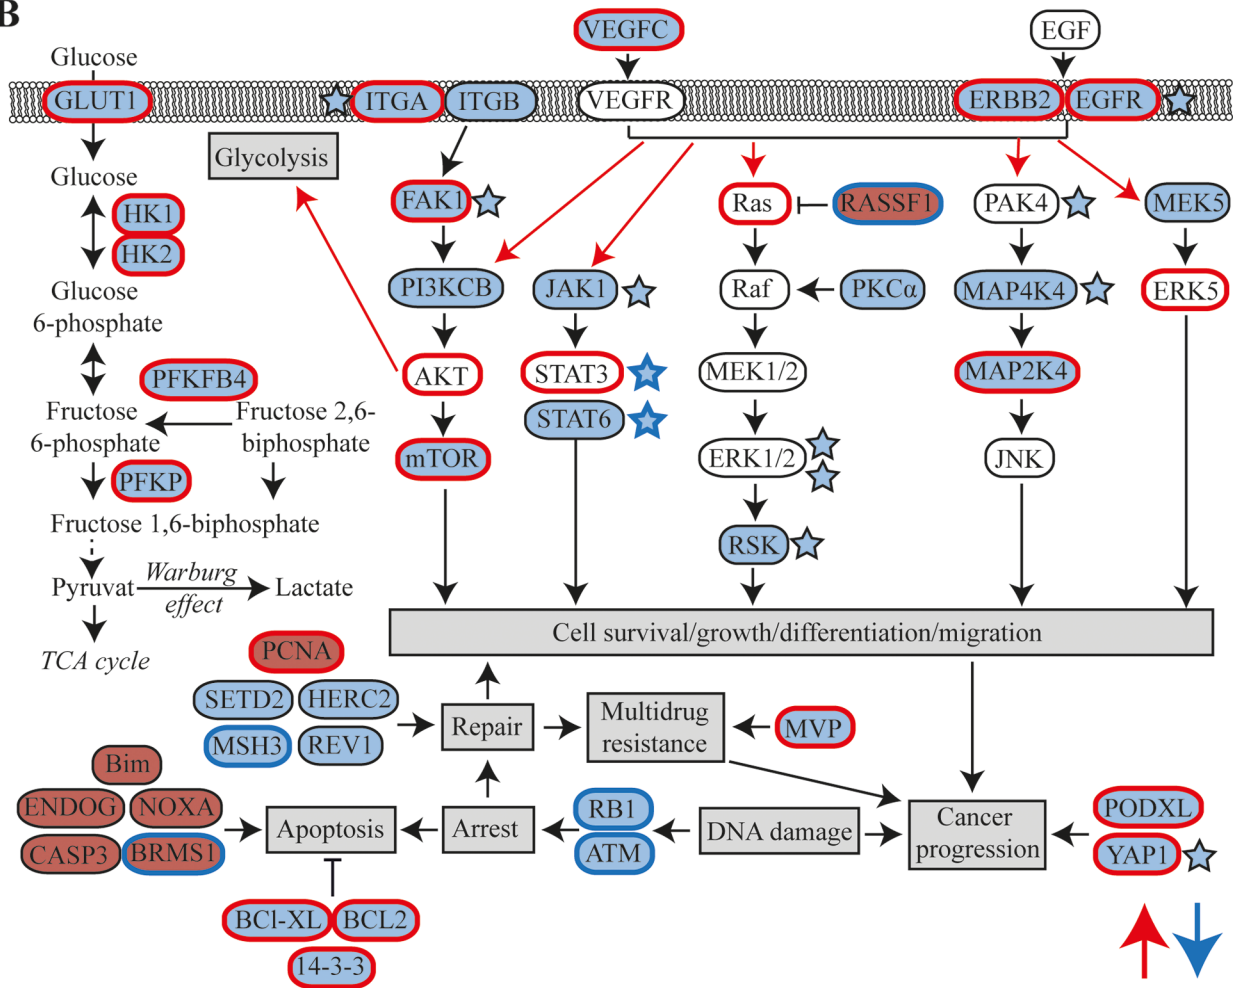 B
VEGFC
EGF
Glucose
GLUT1
ITGA
ITGB
VEGFR
ERBB2
EGFR
Glycolysis
Glucose
HK1
HK2
FAK1
Ras
RASSF1
PAK4
MEK5
Glucose
6-phosphate
PI3KCB
JAK1
Raf
PKCα
MAP4K4
ERK5
PFKFB4
AKT
STAT3
MEK1/2
MAP2K4
Fructose
6-phosphate
Fructose 2,6-
biphosphate
STAT6
mTOR
ERK1/2
JNK
PFKP
Fructose 1,6-biphosphate
RSK
Pyruvat
Warburg
effect
Lactate
TCA cycle
Cell survival/growth/differentiation/migration
PCNA
SETD2
HERC2
MSH3
REV1
Repair
Multidrug
resistance
MVP
Bim
ENDOG
NOXA
CASP3
BRMS1
Apoptosis
Arrest
RB1
ATM
DNA damage
Cancer
progression
PODXL
YAP1
BCl-XL
BCL2
14-3-3